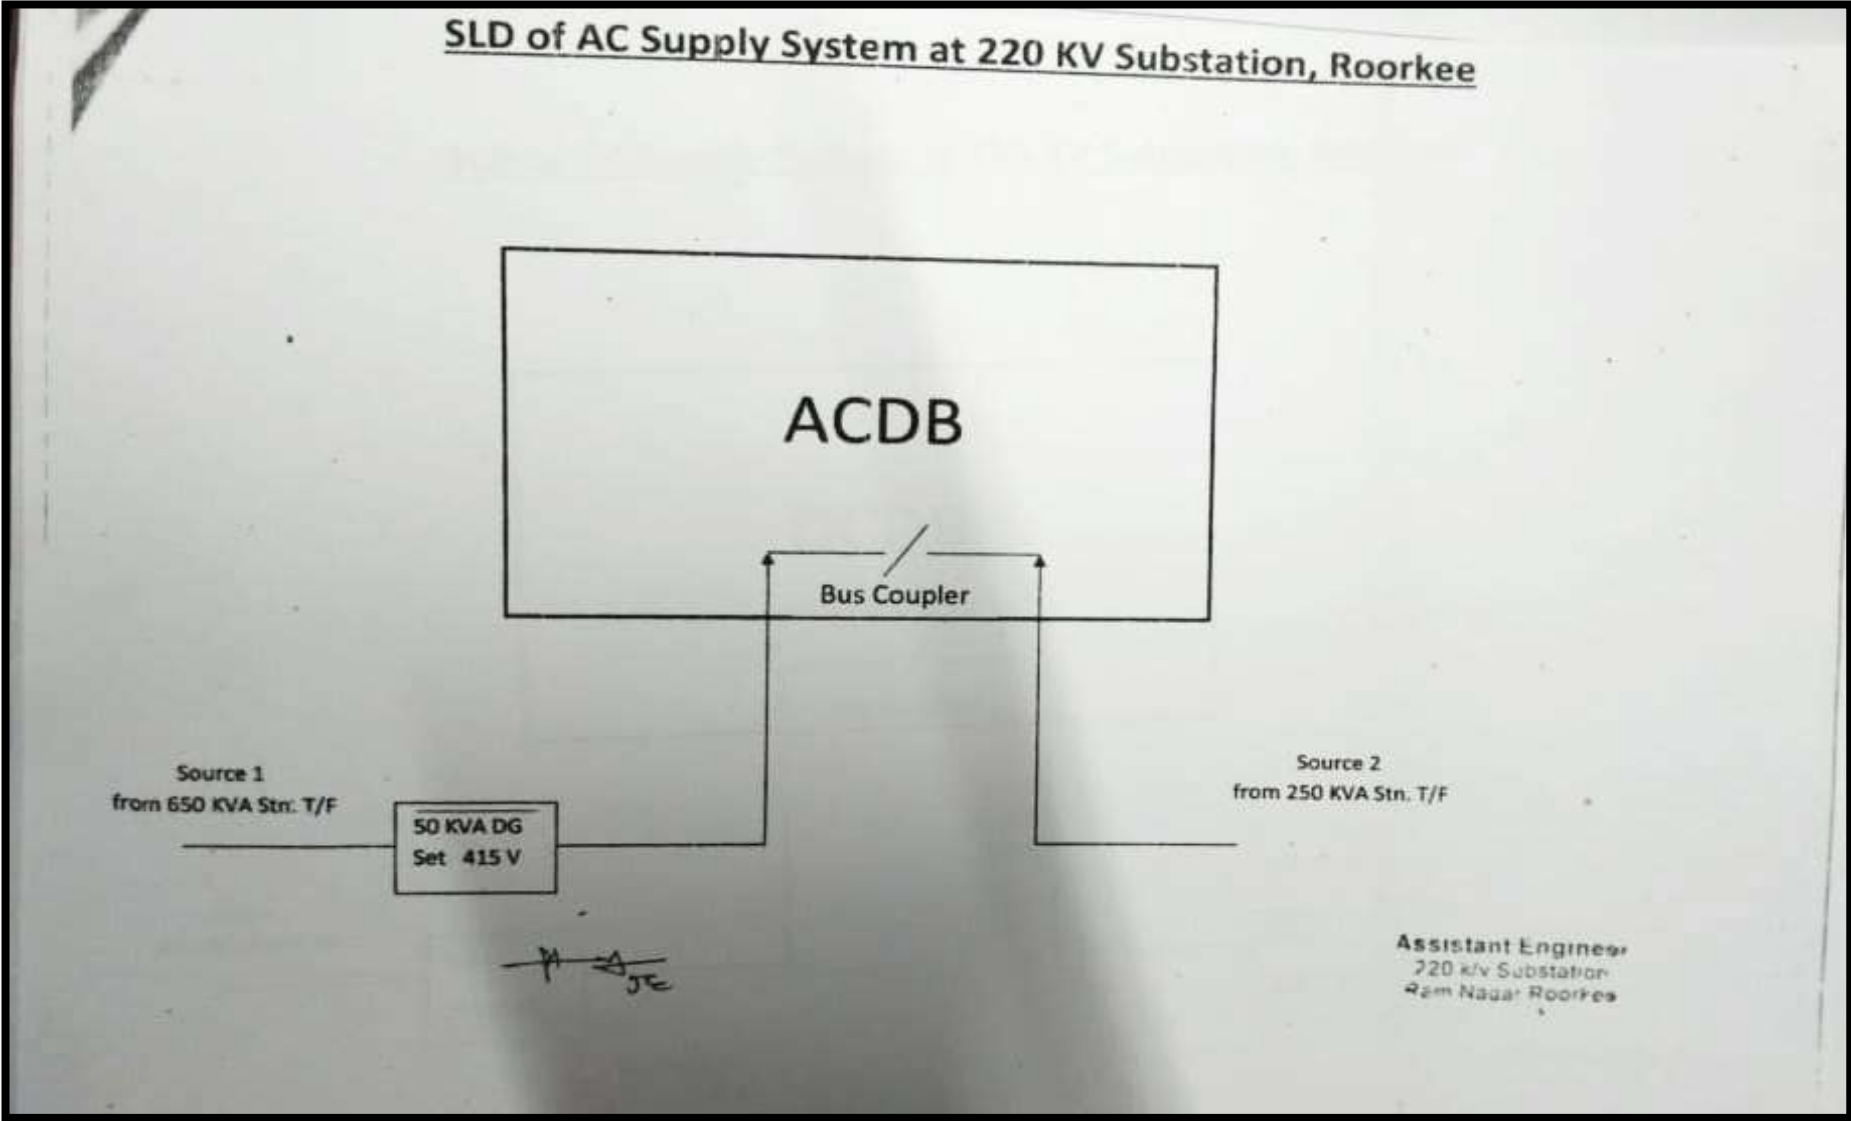 SLD of AC Supply System at 220 KV Substation, Roorkee
ACDB
Bus Coupler
Source 1
from 650 KVA Stn. T/F
50 KVA DG
Set 415 V
Source 2
from 250 KVA Stn. T/F
JE
Assistant Engineer
220 k/v Substation
Ram Nagar Roorkee